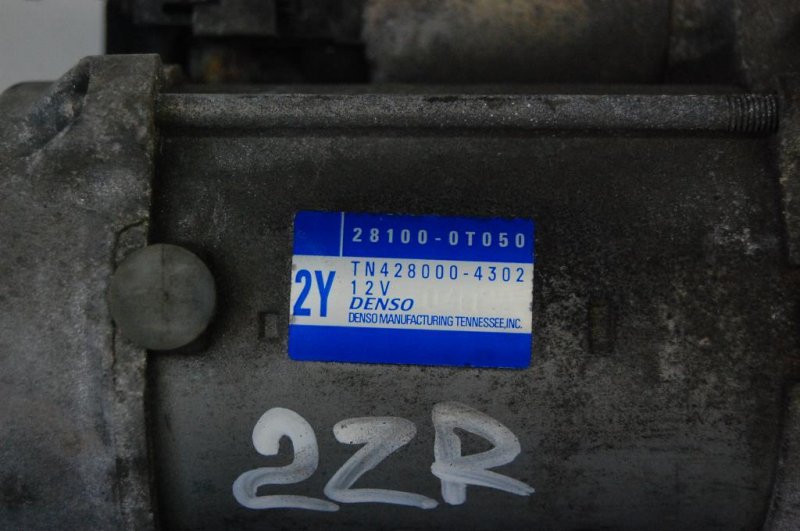 28100-0T050
2Y
TN428000-4302
12V
DENSO
DENSO MANUFACTURING TENNESSEE, INC.
2ZR